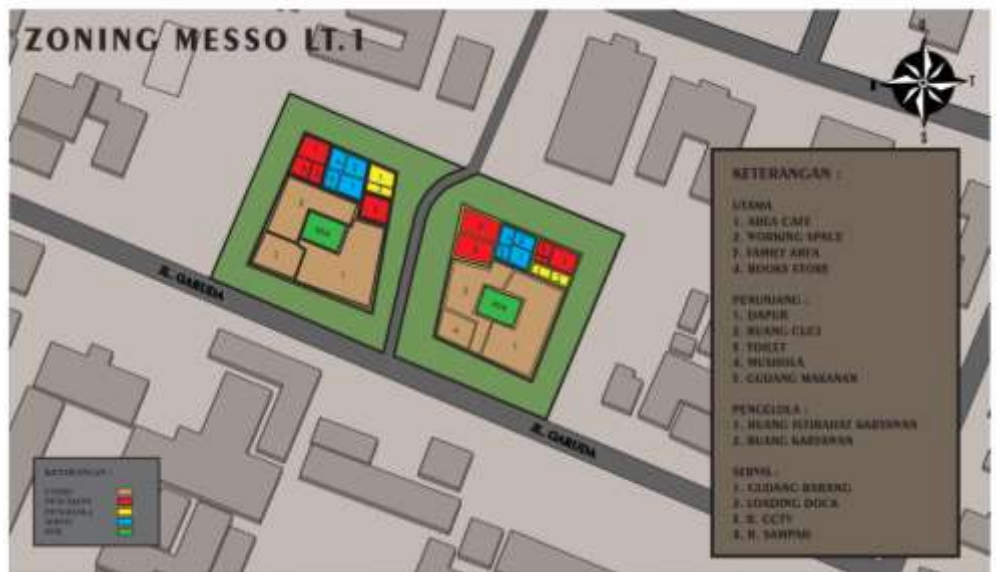 ZONING MESSO LT.1
T
S
KETERANGAN :
UTAMA
1. AREA CAFE
2. WORKING SPACE
3. FAMILY AREA
4. BOOKS STORE
PENUNJANG :
1. DAPUR
2. RUANG CUCI
3. TOILET
4. MUSHOLA
5. GUDANG MAKANAN
PENGELOLA :
1. RUANG ISTIRAHAT KARYAWAN
2. RUANG KARYAWAN
SERVIS :
1. GUDANG BARANG
2. LOADING DOCK
3. R. CCTV
4. R. SAMPAH
JL. GARUDA
JL. GARUDA
KETERANGAN :